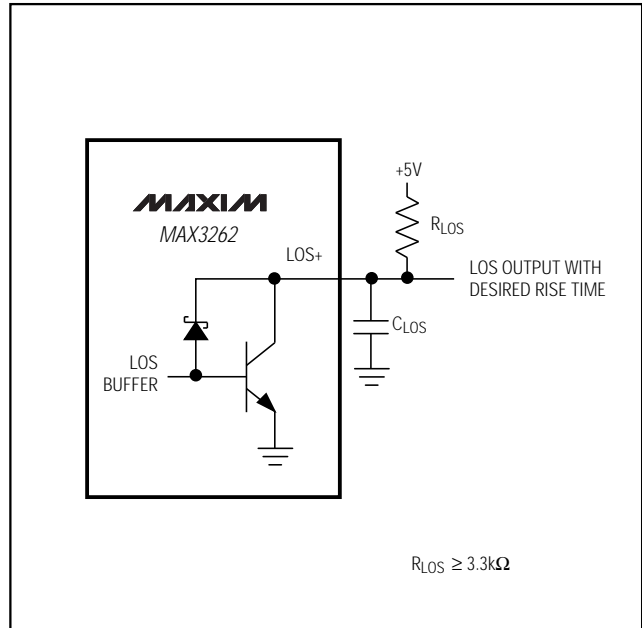 +5V
MAXIM
MAX3262
RLOS
LOS+
LOS OUTPUT WITH
DESIRED RISE TIME
CLOS
LOS
BUFFER
RLOS ≥ 3.3kΩ